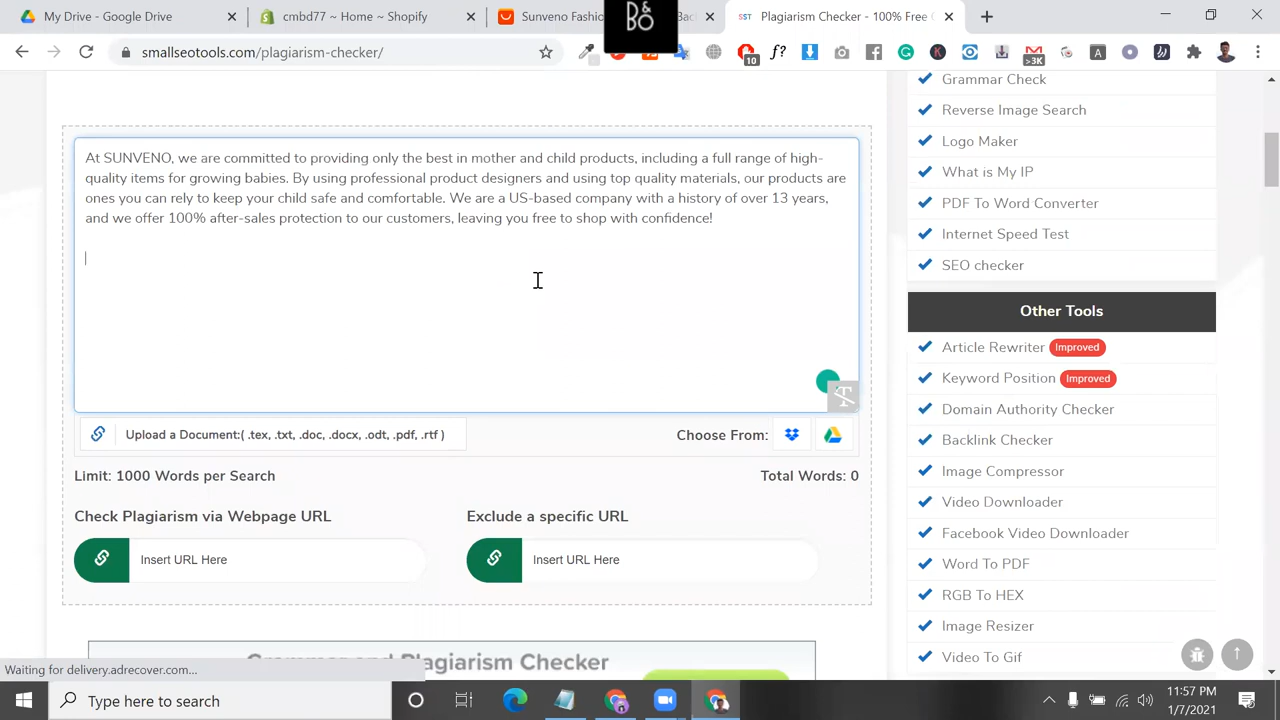 My Drive - Google Drive
cmbd77 ~ Home ~ Shopify
Sunveno Fashio
Bac
SST Plagiarism Checker - 100% Free
D&BO
smallseotools.com/plagiarism-checker/
10
f?
>3K
Grammar Check
Reverse Image Search
Logo Maker
What is My IP
PDF To Word Converter
Internet Speed Test
SEO checker
At SUNVENO, we are committed to providing only the best in mother and child products, including a full range of high-
quality items for growing babies. By using professional product designers and using top quality materials, our products are
ones you can rely to keep your child safe and comfortable. We are a US-based company with a history of over 13 years,
and we offer 100% after-sales protection to our customers, leaving you free to shop with confidence!
Upload a Document:( .tex, .txt, .doc, .docx, .odt, .pdf, .rtf )
Choose From:
Limit: 1000 Words per Search
Total Words: 0
Check Plagiarism via Webpage URL
Exclude a specific URL
Insert URL Here
Insert URL Here
Grammar and Plagiarism Checker
Other Tools
Article Rewriter Improved
Keyword Position Improved
Domain Authority Checker
Backlink Checker
Image Compressor
Video Downloader
Facebook Video Downloader
Word To PDF
RGB To HEX
Image Resizer
Video To Gif
Waiting for delivery.adrecover.com...
Type here to search
11:57 PM
1/7/2021